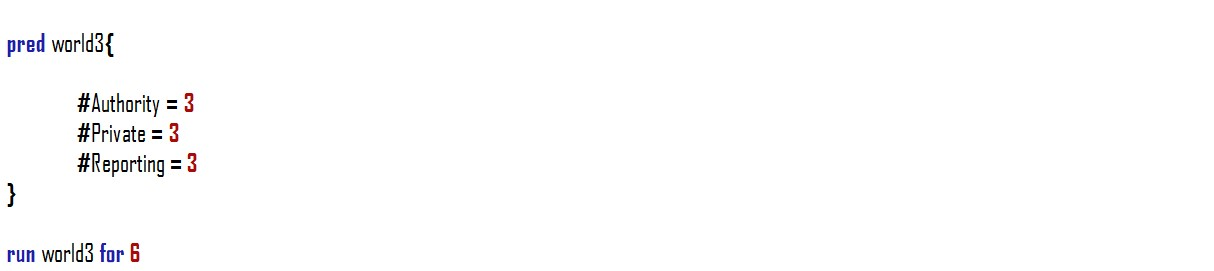 pred world3{
#Authority = 3
#Private = 3
#Reporting = 3
}
run world3 for 6